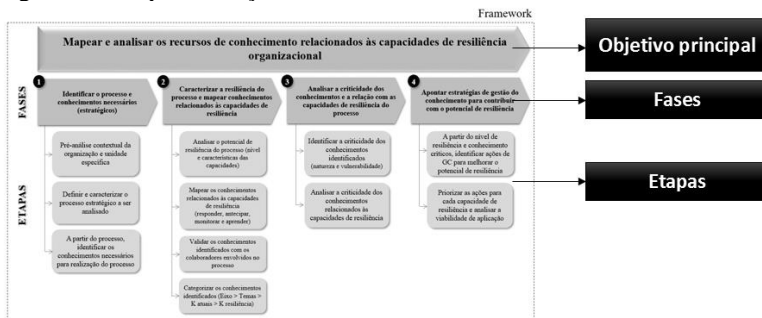 Framework
Mapear e analisar os recursos de conhecimento relacionados às capacidades de resiliência
organizacional
Objetivo principal
FASES
1
Identificar o processo e
conhecimentos necessários
(estratégicos)
2
Caracterizar a resiliência do
processo e mapear conhecimentos
relacionados às capacidades de
resiliência
3
Analisar a criticidade dos
conhecimentos e a relação com as
capacidades de resiliência do
processo
4
Apontar estratégias de gestão do
conhecimento para contribuir
com o potencial de resiliência
Fases
ETAPAS
Pré-análise contextual da
organização e unidade
específica
Definir e caracterizar o
processo estratégico a ser
analisado
A partir do processo,
identificar os
conhecimentos necessários
para realização do processo
Analisar o potencial de
resiliência do processo (nível
e características das
capacidades)
Mapear os conhecimentos
relacionados às capacidades
de resiliência
(responder, antecipar,
monitorar e aprender)
Validar os conhecimentos
identificados com os
colaboradores envolvidos no
processo
Categorizar os conhecimentos
identificados (Eixo > Temas >
K atuais > K resiliência)
Identificar a criticidade dos
conhecimentos
identificados
(natureza e vulnerabilidade)
Analisar a criticidade dos
conhecimentos
relacionados às
capacidades de resiliência
A partir do nível de
resiliência e conhecimento
críticos, identificar ações de
GC para melhorar o
potencial de resiliência
Priorizar as ações para
cada capacidade de
resiliência e analisar a
viabilidade de aplicação
Etapas